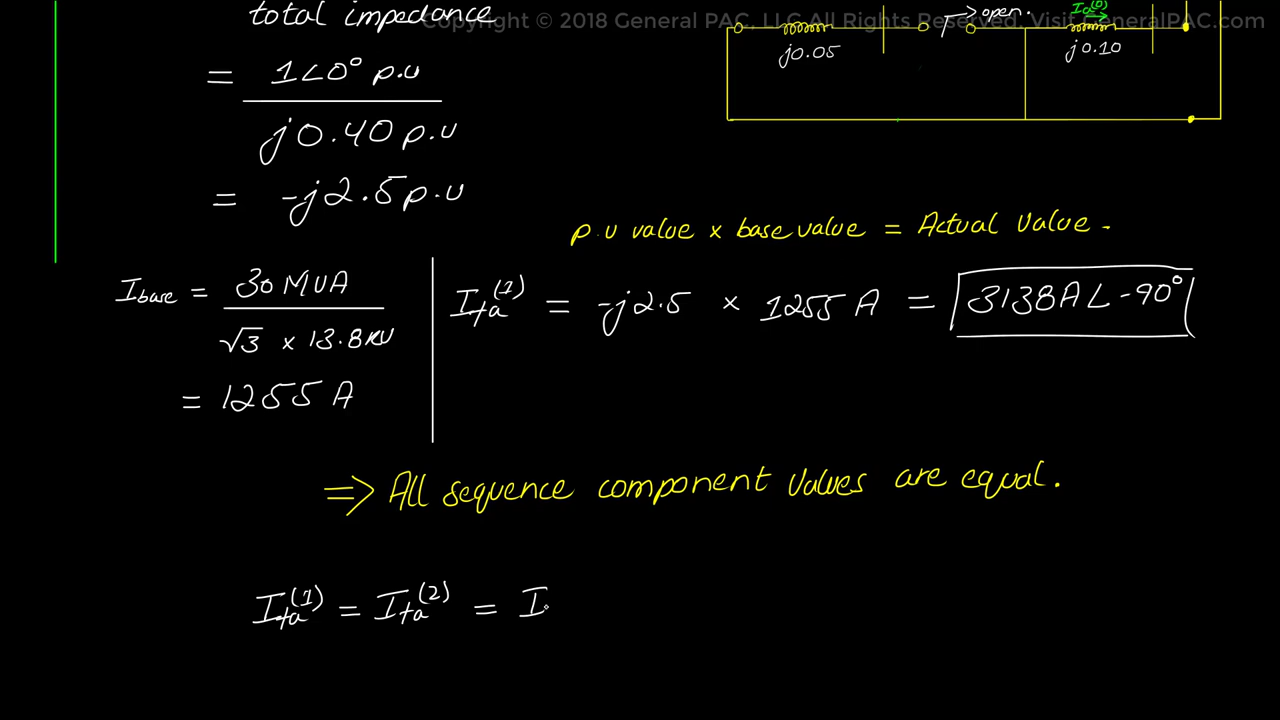 total impedance
Copyright © 2018 General PAC, LLC All Rights Reserved. Visit GeneralPAC.com
= 1∠0° p.u
j0.40 p.u
= -j2.5 p.u
open.
Ia(0)
j0.05
j0.10
p.u value × base value = Actual Value.
Ibase = 30 MVA
√3 × 13.8KV
= 1255 A
Ifa(1) = -j2.5 × 1255 A = 3138A ∠-90°
⇒ All sequence component values are equal.
Ifa(1) = Ifa(2) = I